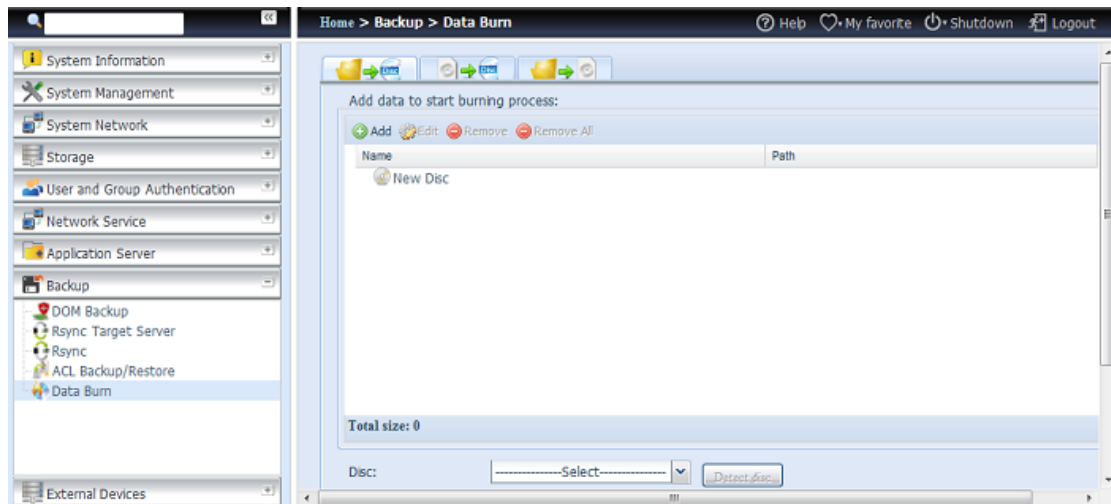 Home > Backup > Data Burn
Help My favorite Shutdown Logout
System Information
System Management
System Network
Storage
User and Group Authentication
Network Service
Application Server
Backup
DOM Backup
Rsync Target Server
Rsync
ACL Backup/Restore
Data Burn
External Devices
Disc
Disc
Add data to start burning process:
Add Edit Remove Remove All
Name Path
New Disc
Total size: 0
Disc: ---------------Select--------------- Detect disc